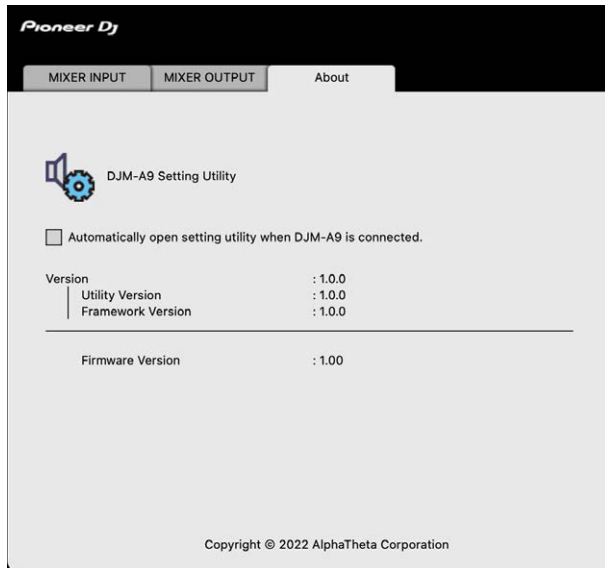 Pioneer Dj
MIXER INPUT MIXER OUTPUT About
DJM-A9 Setting Utility
Automatically open setting utility when DJM-A9 is connected.
Version : 1.0.0
Utility Version : 1.0.0
Framework Version : 1.0.0
Firmware Version : 1.00
Copyright © 2022 AlphaTheta Corporation